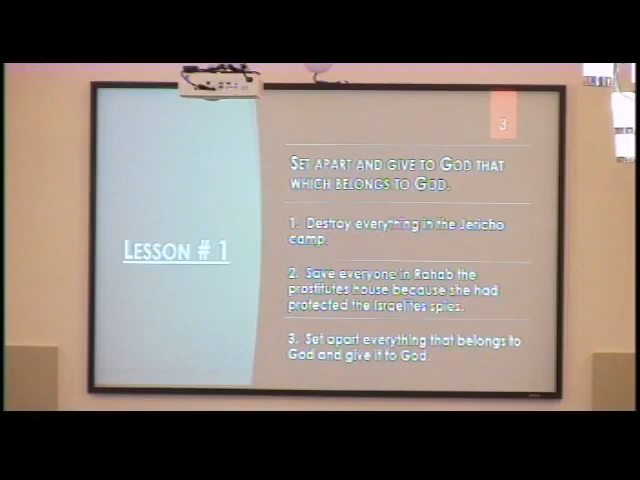 3
SET APART AND GIVE TO GOD THAT
WHICH BELONGS TO GOD.
LESSON # 1
1. Destroy everything in the Jericho
camp.
2. Save everyone in Rahab the
prostitutes house because she had
protected the Israelites spies.
3. Set apart everything that belongs to
God and give it to God.